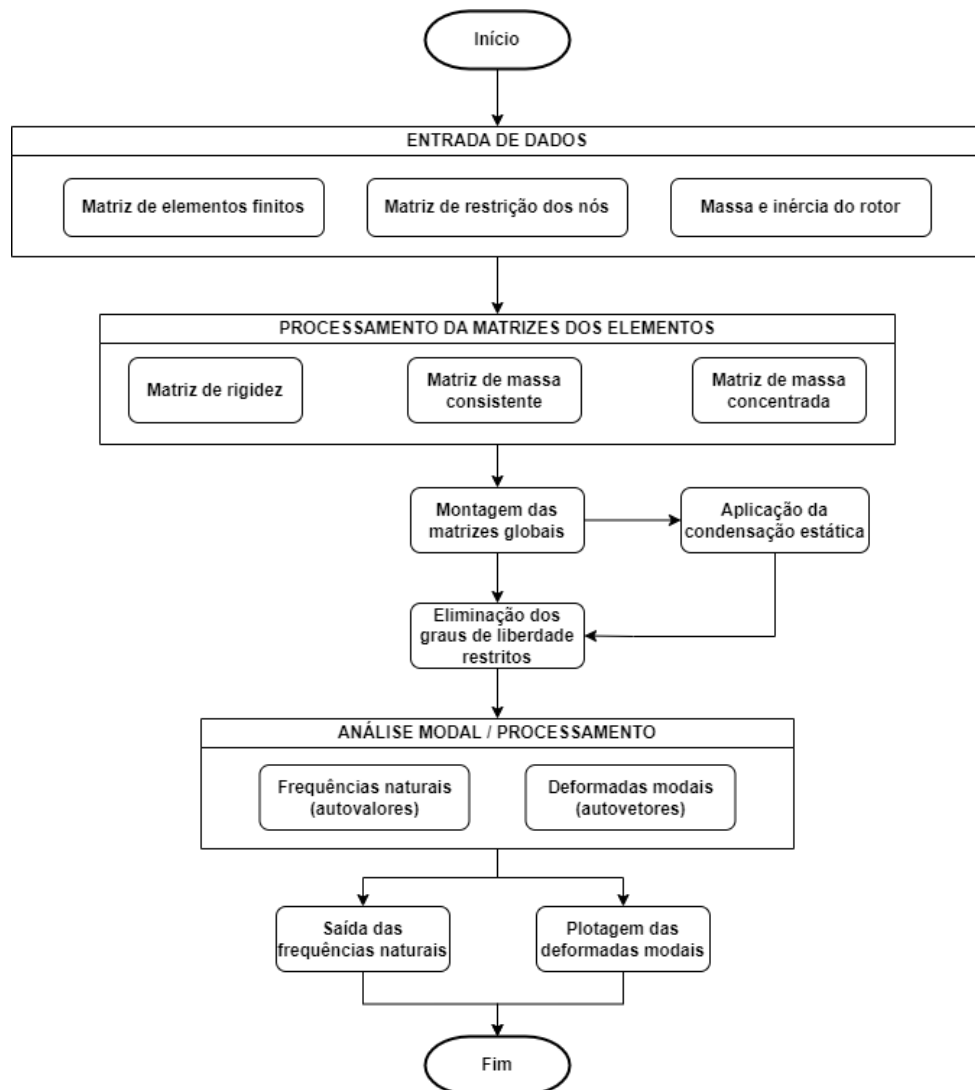 Início
ENTRADA DE DADOS
Matriz de elementos finitos
Matriz de restrição dos nós
Massa e inércia do rotor
PROCESSAMENTO DA MATRIZES DOS ELEMENTOS
Matriz de rigidez
Matriz de massa
consistente
Matriz de massa
concentrada
Montagem das
matrizes globais
Aplicação da
condensação estática
Eliminação dos
graus de liberdade
restritos
ANÁLISE MODAL / PROCESSAMENTO
Frequências naturais
(autovalores)
Deformadas modais
(autovetores)
Saída das
frequências naturais
Plotagem das
deformadas modais
Fim